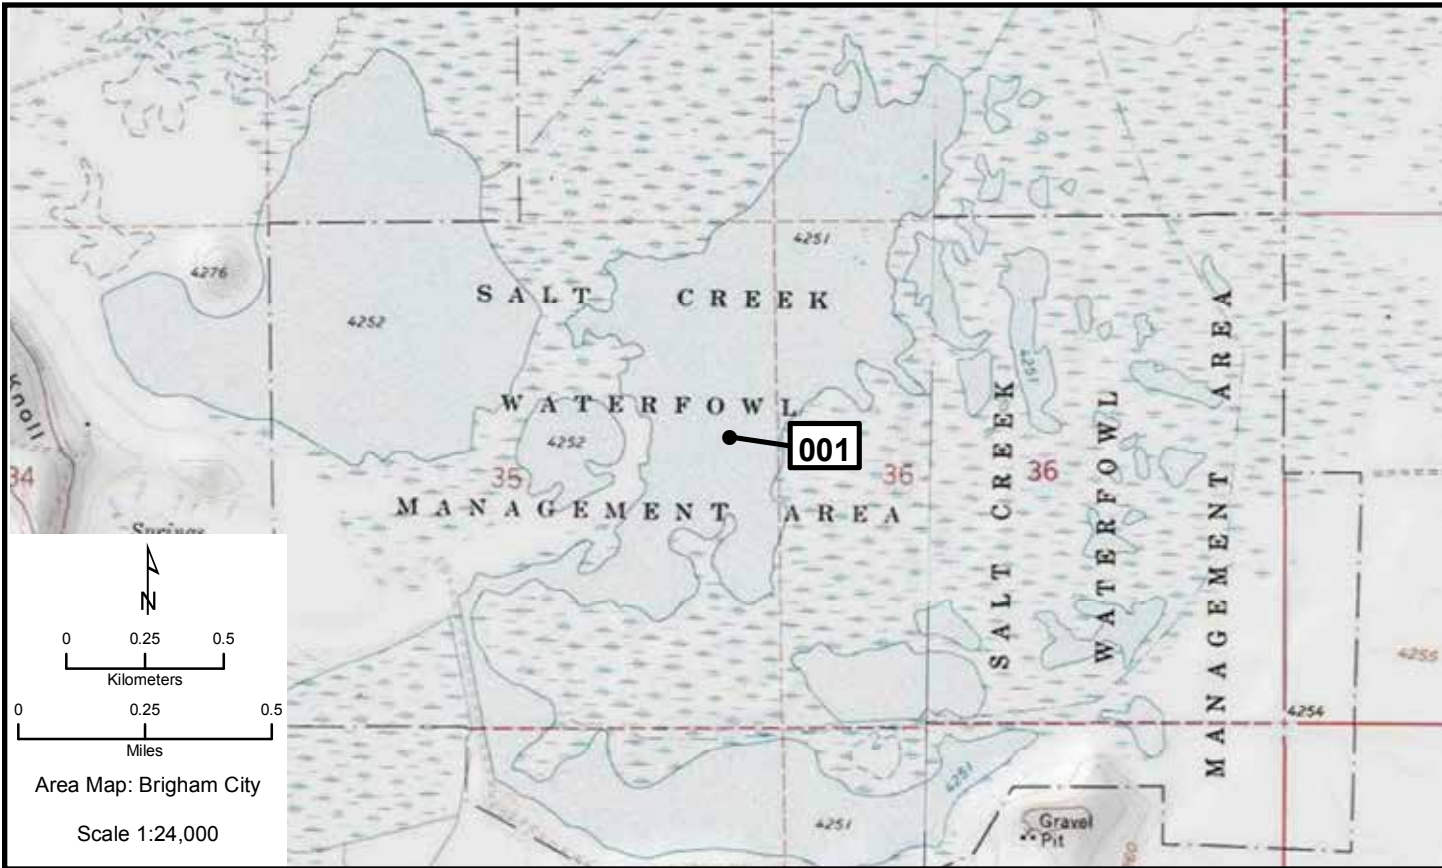 4276
4252
SALT CREEK
4251
WATERFOWL
4252
001
Knoll
34
35
36
36
MANAGEMENT AREA
Springs
4251
SALT CREEK
WATERFOWL
MANAGEMENT AREA
N
0 0.25 0.5
Kilometers
0 0.25 0.5
Miles
Area Map: Brigham City
Scale 1:24,000
4255
4254
4251
4251
Gravel
Pit